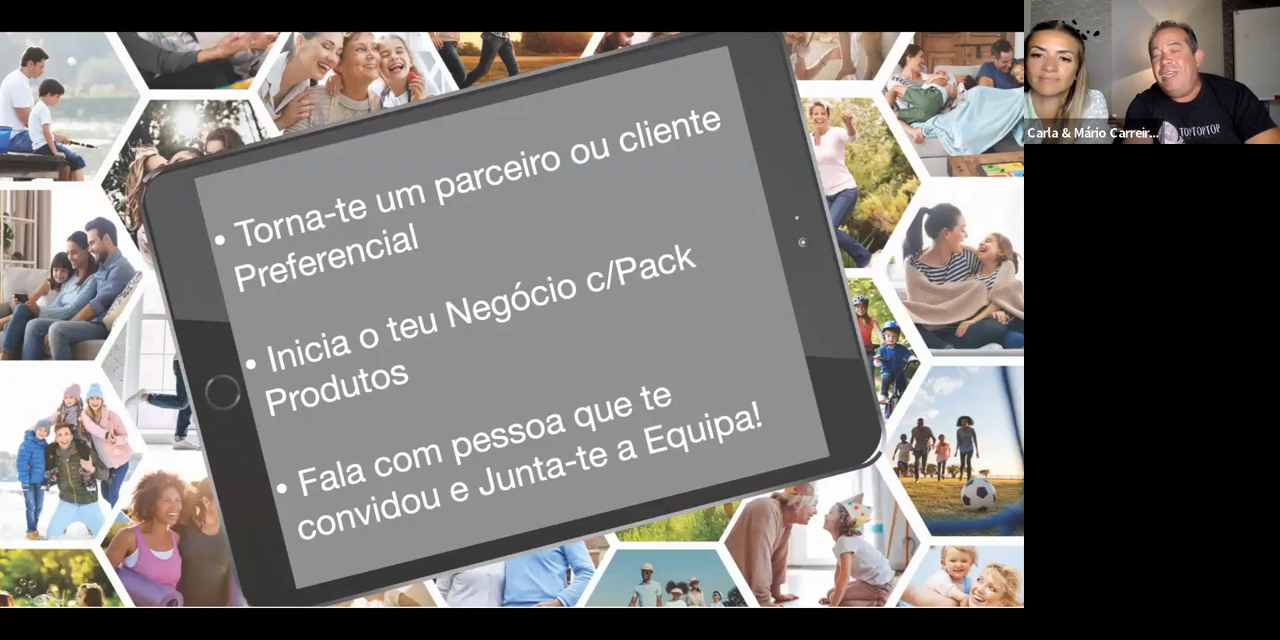 • Torna-te um parceiro ou cliente
Preferencial
• Inicia o teu Negócio c/Pack
Produtos
• Fala com pessoa que te
convidou e Junta-te a Equipa!
Carla & Mário Carreir...
TOPTOPTOP